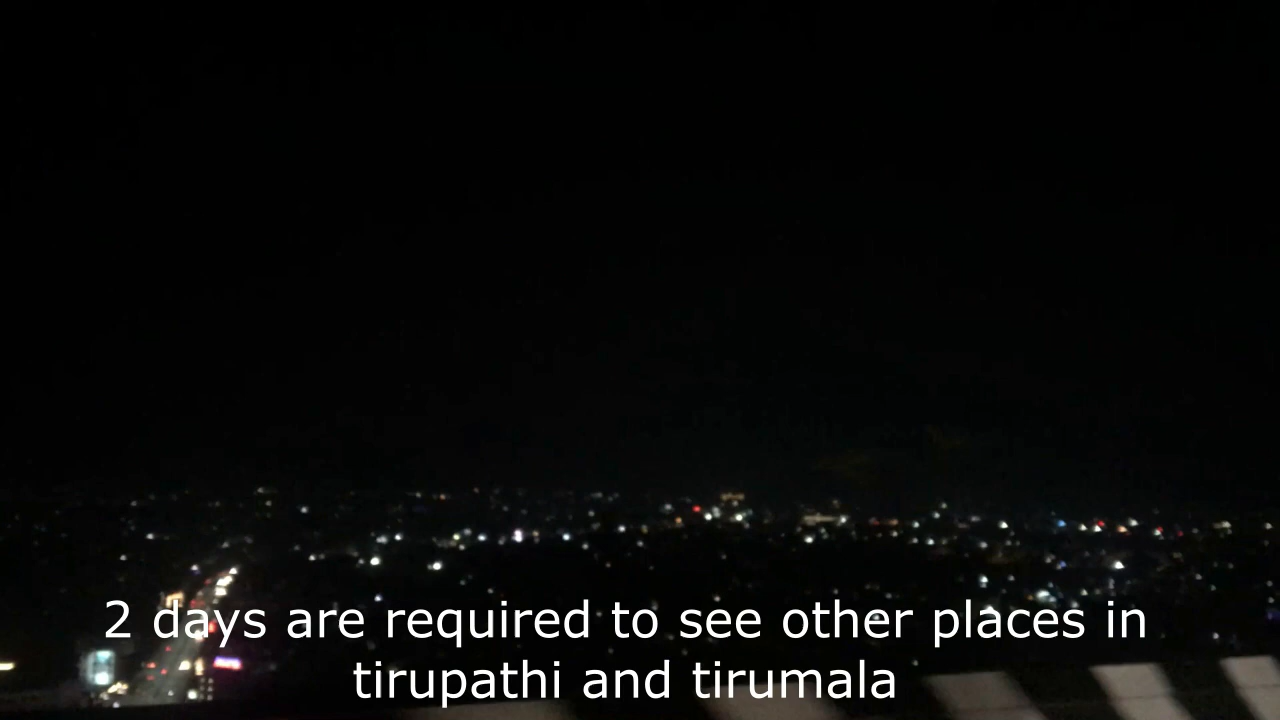 2 days are required to see other places in
tirupathi and tirumala